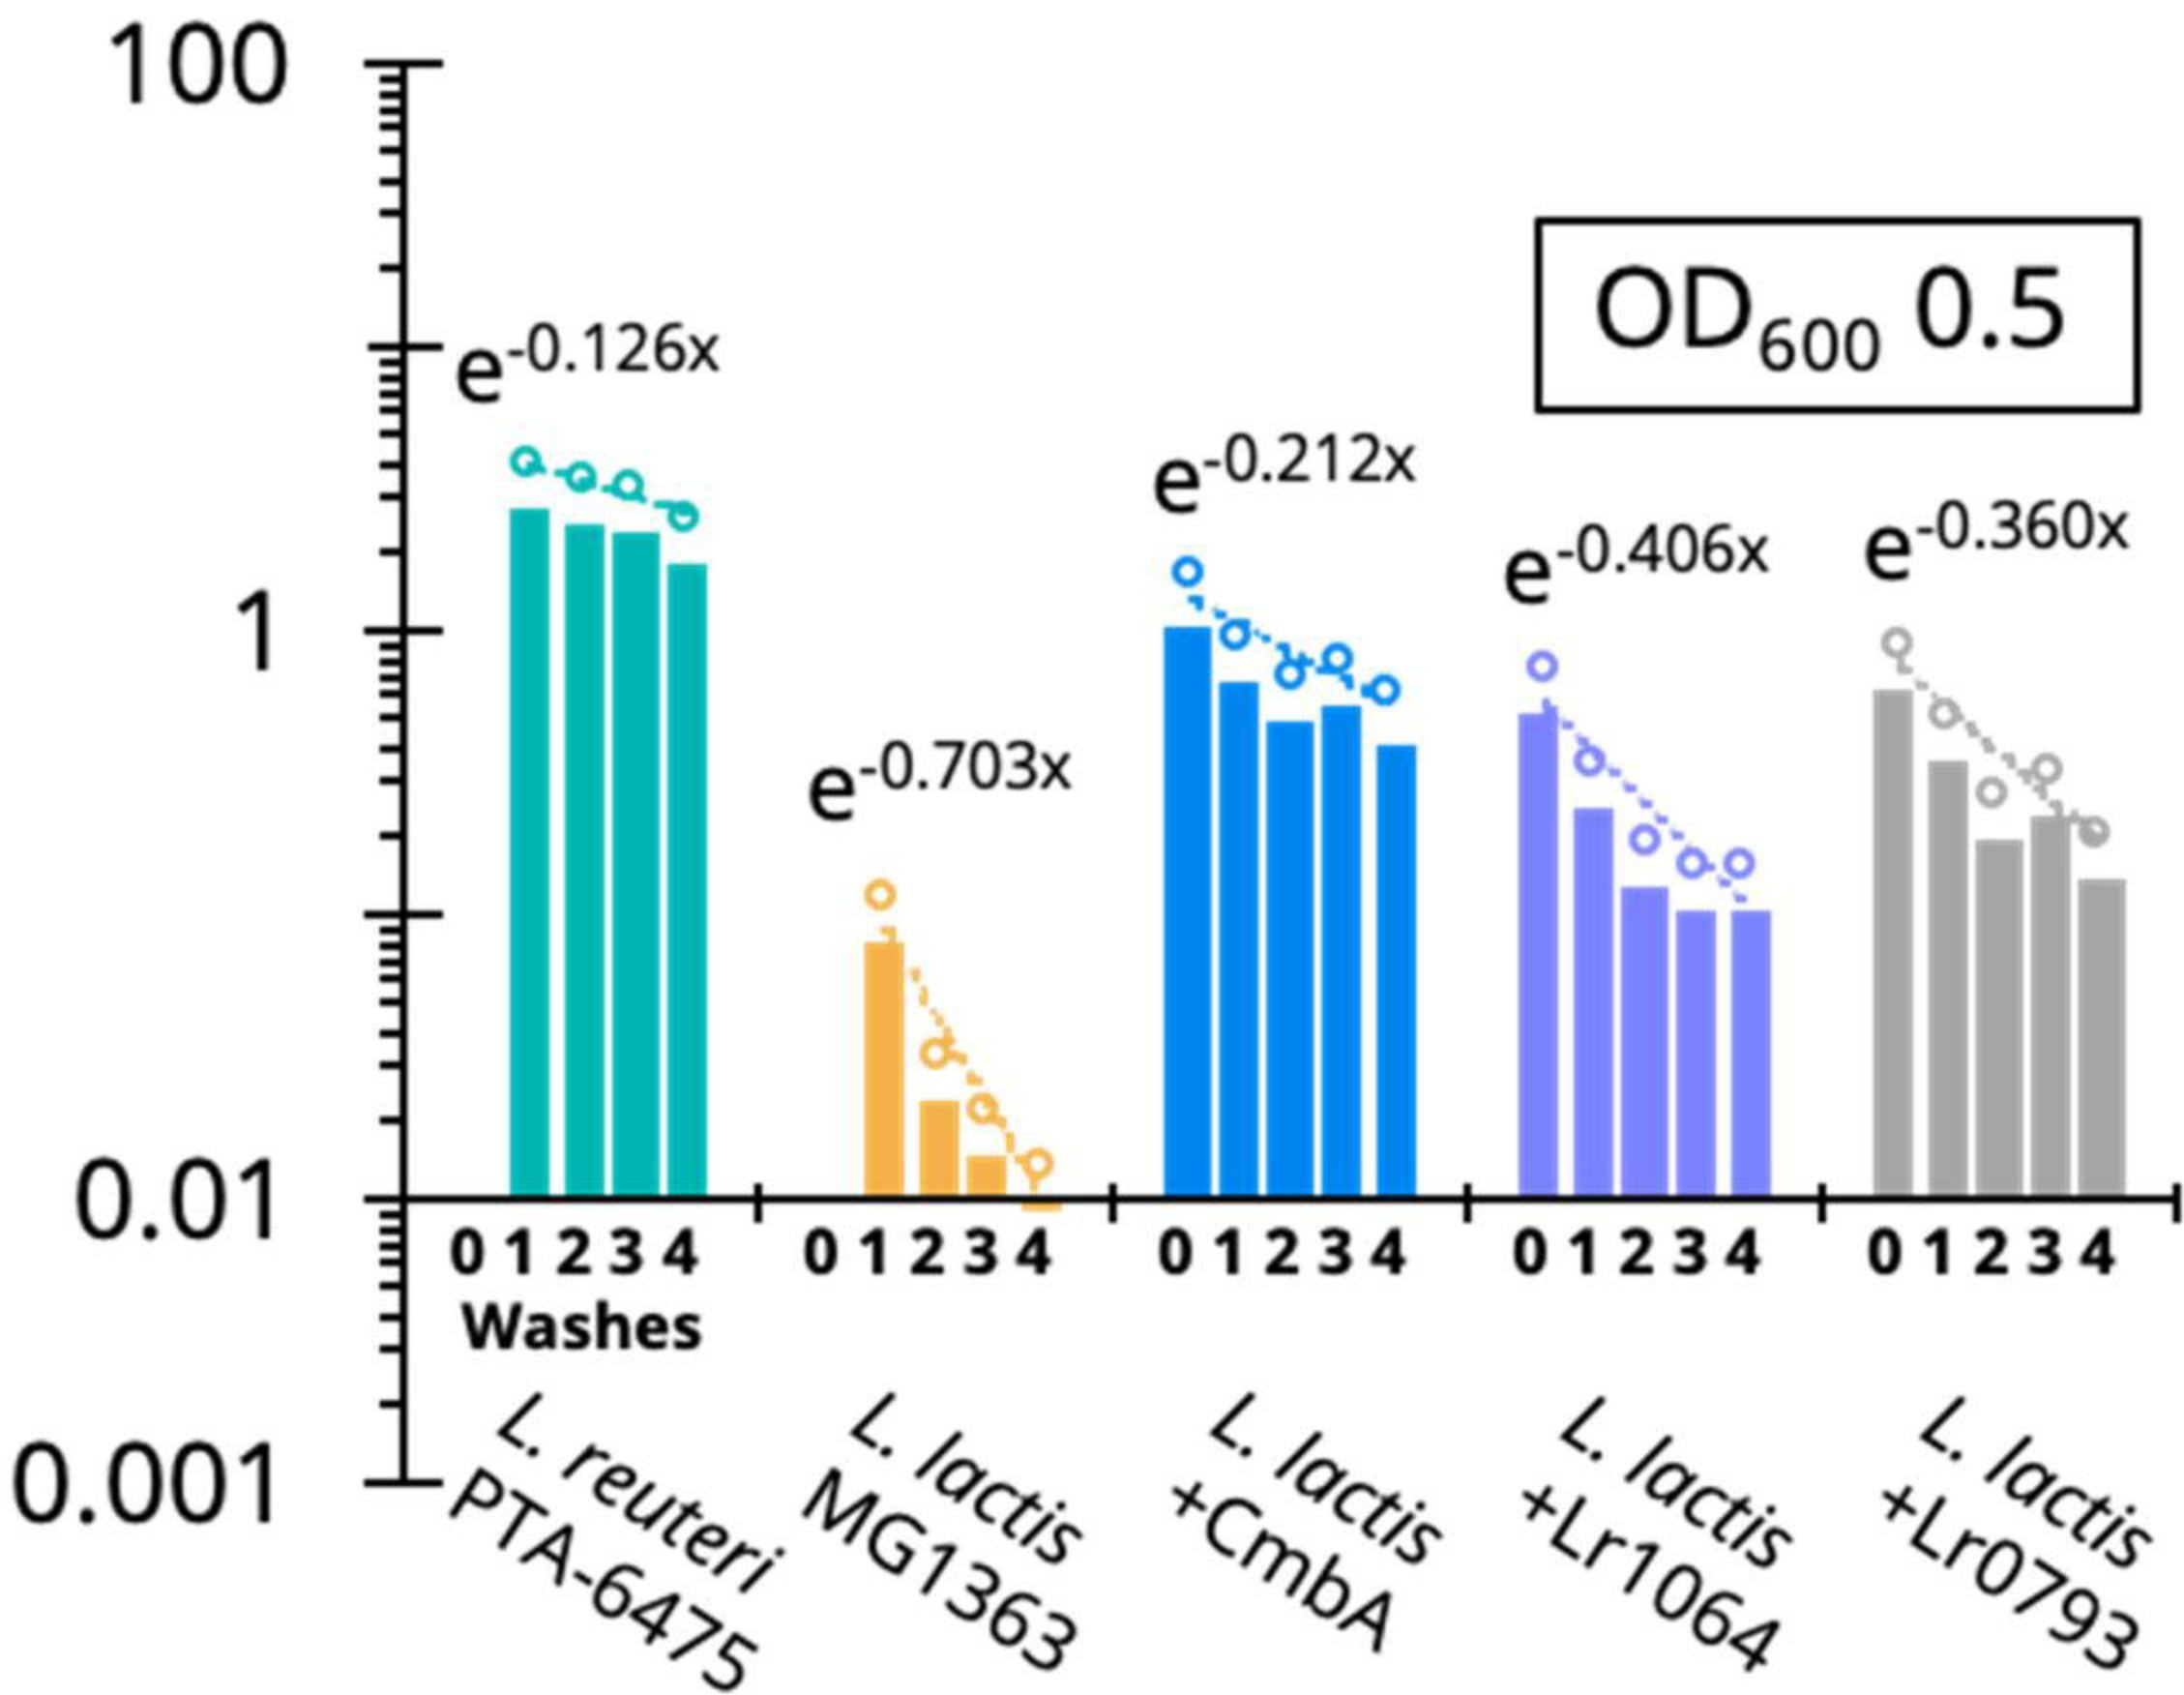 100
1
0.01
0.001
OD600 0.5
e-0.126x
e-0.703x
e-0.212x
e-0.406x
e-0.360x
0 1 2 3 4
0 1 2 3 4
0 1 2 3 4
0 1 2 3 4
0 1 2 3 4
Washes
L. reuteri
PTA-6475
L. lactis
MG1363
L. lactis
+CmbA
L. lactis
+Lr1064
L. lactis
+Lr0793